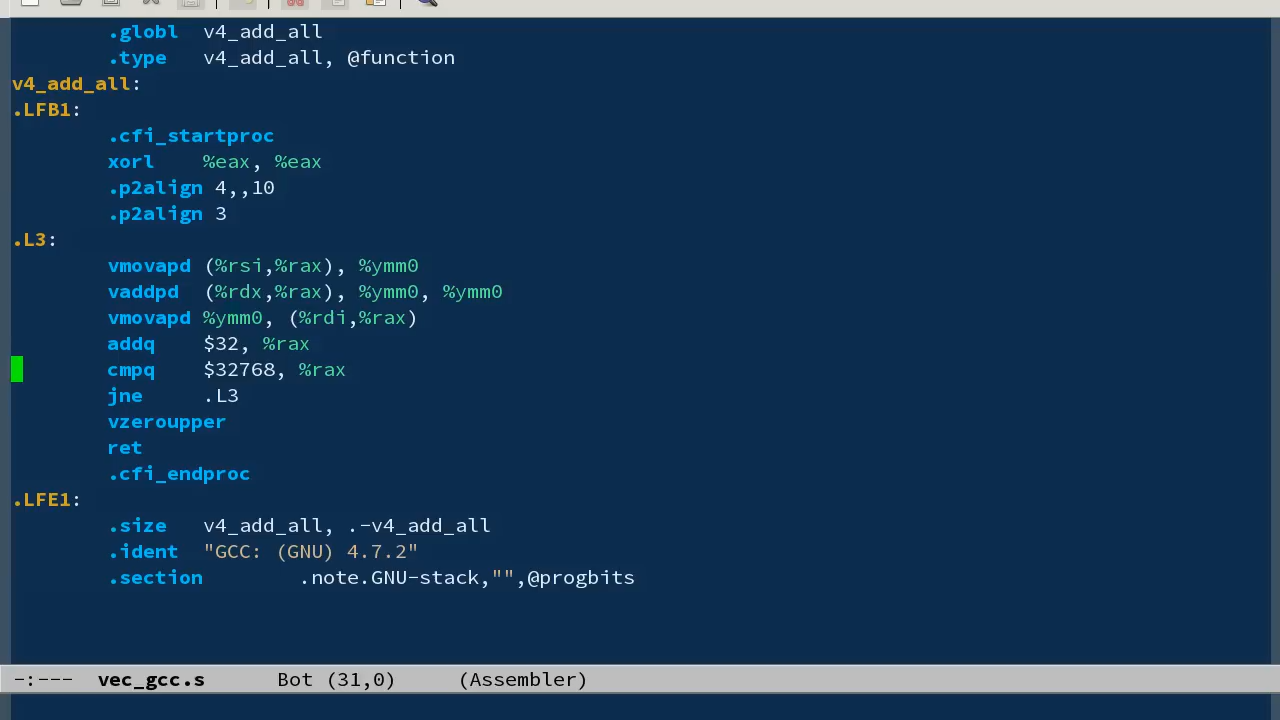 .globl v4_add_all
.type v4_add_all, @function
v4_add_all:
.LFB1:
.cfi_startproc
xorl %eax, %eax
.p2align 4,,10
.p2align 3
.L3:
vmovapd (%rsi,%rax), %ymm0
vaddpd (%rdx,%rax), %ymm0, %ymm0
vmovapd %ymm0, (%rdi,%rax)
addq $32, %rax
cmpq $32768, %rax
jne .L3
vzeroupper
ret
.cfi_endproc
.LFE1:
.size v4_add_all, .-v4_add_all
.ident "GCC: (GNU) 4.7.2"
.section .note.GNU-stack,"",@progbits
-:--- vec_gcc.s Bot (31,0) (Assembler)